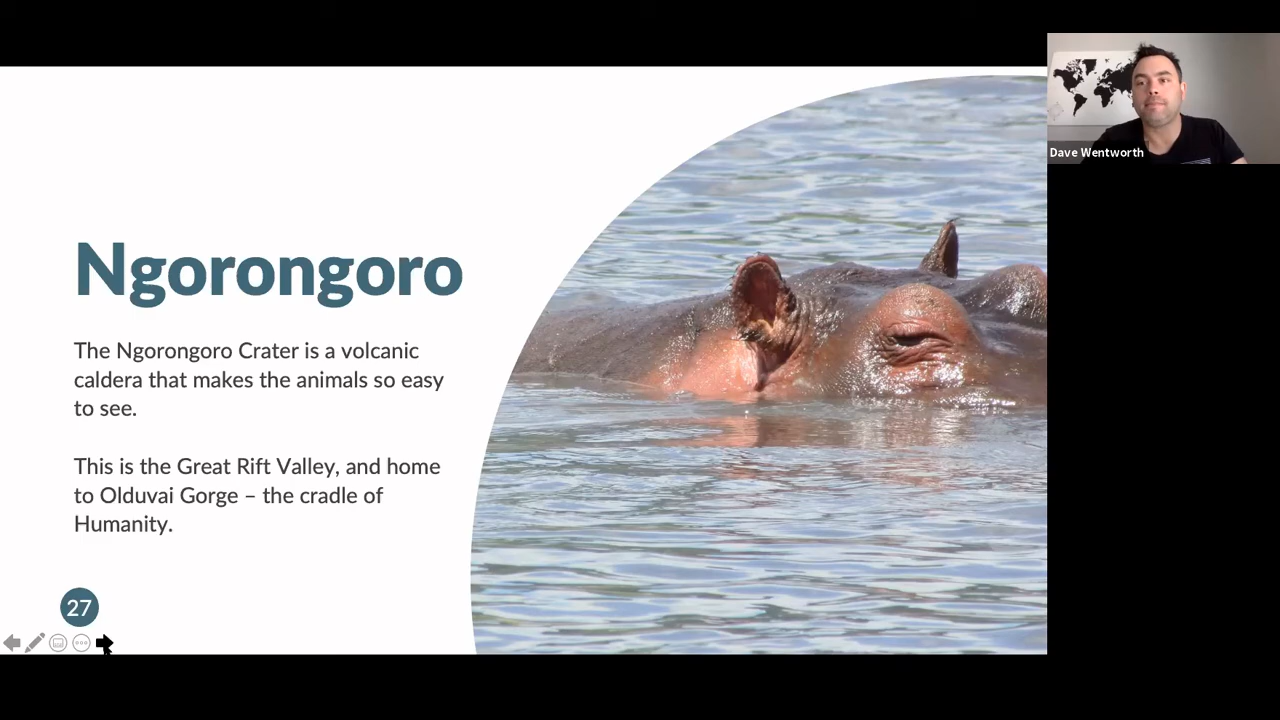 Ngorongoro
The Ngorongoro Crater is a volcanic
caldera that makes the animals so easy
to see.
This is the Great Rift Valley, and home
to Olduvai Gorge – the cradle of
Humanity.
27
Dave Wentworth